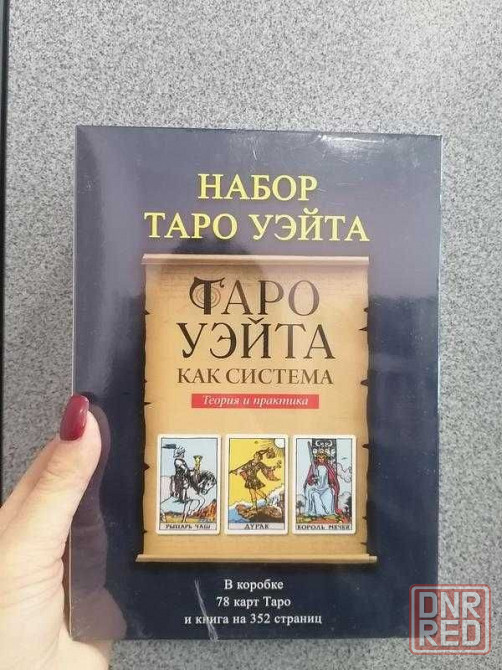 НАБОР
ТАРО УЭЙТА
ТАРО
УЭЙТА
КАК СИСТЕМА
Теория и практика
РЫЦАРЬ ЧАШ
ДУРАК
КОРОЛЬ МЕЧЕЙ
В коробке
78 карт Таро
и книга на 352 страниц
DNR
RED